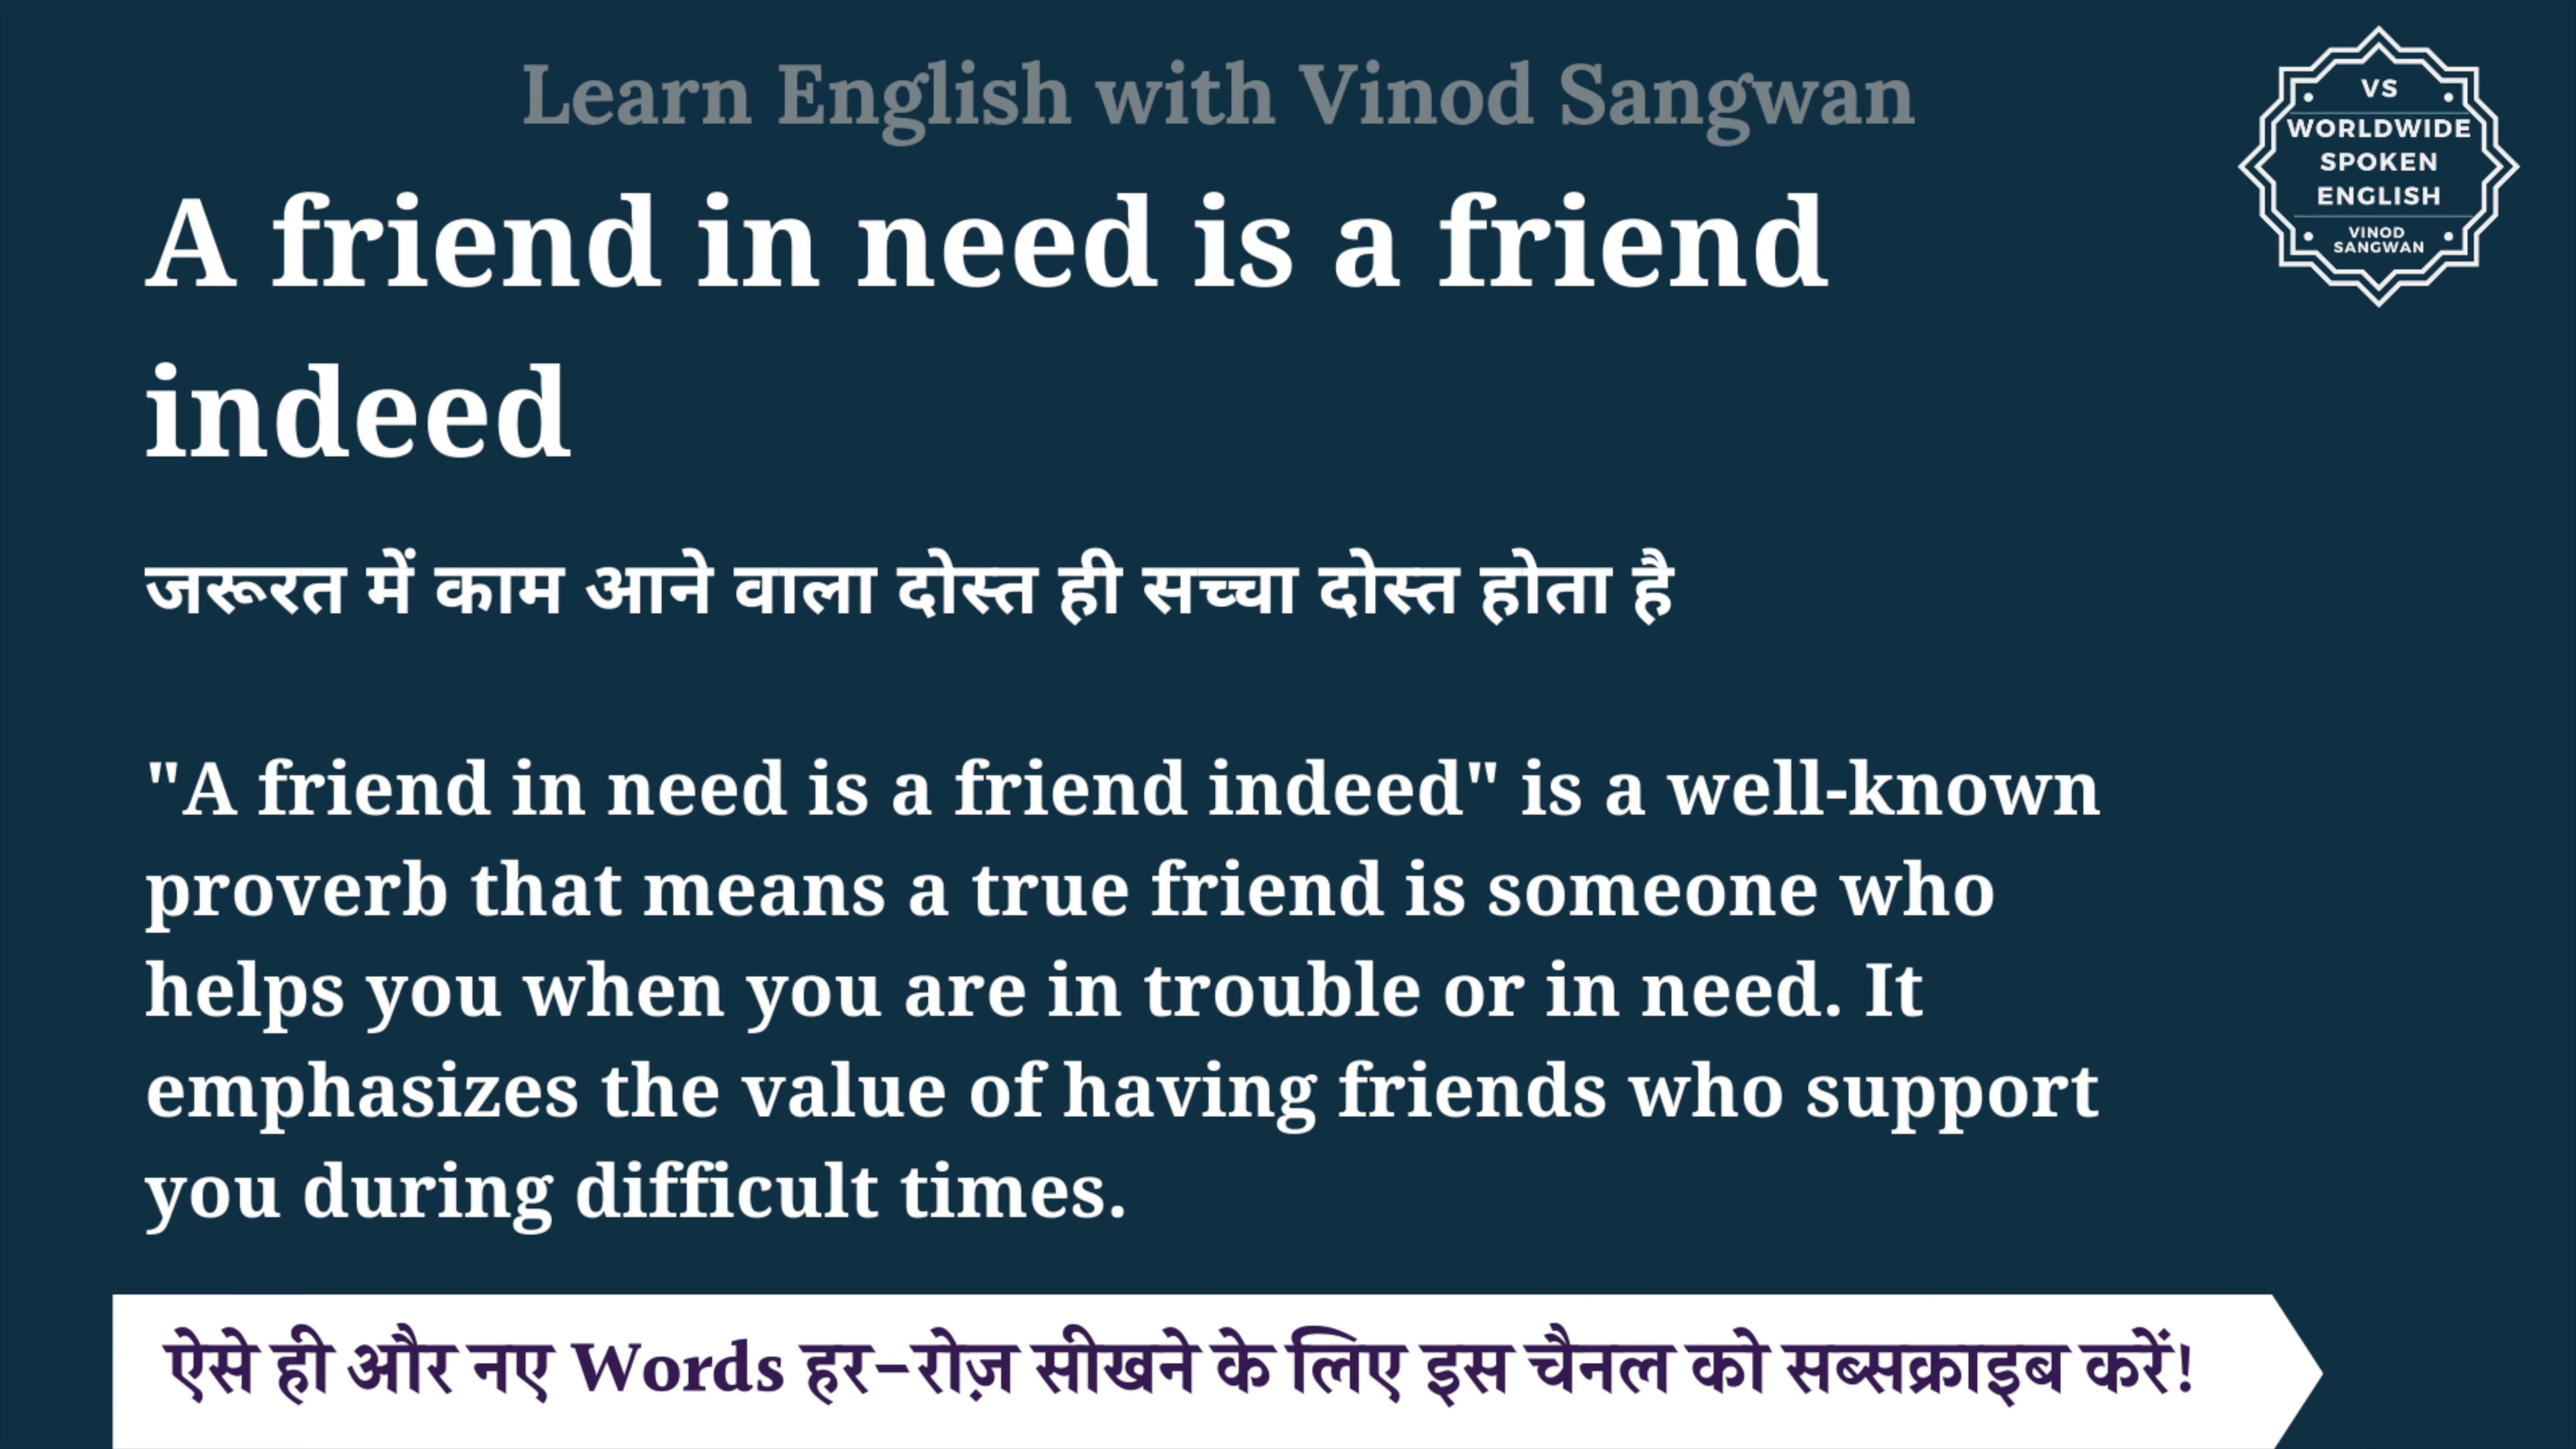 Learn English with Vinod Sangwan
VS
WORLDWIDE
SPOKEN
ENGLISH
VINOD
SANGWAN
A friend in need is a friend
indeed
जरूरत में काम आने वाला दोस्त ही सच्चा दोस्त होता है
"A friend in need is a friend indeed" is a well-known
proverb that means a true friend is someone who
helps you when you are in trouble or in need. It
emphasizes the value of having friends who support
you during difficult times.
ऐसे ही और नए Words हर-रोज़ सीखने के लिए इस चैनल को सब्सक्राइब करें!